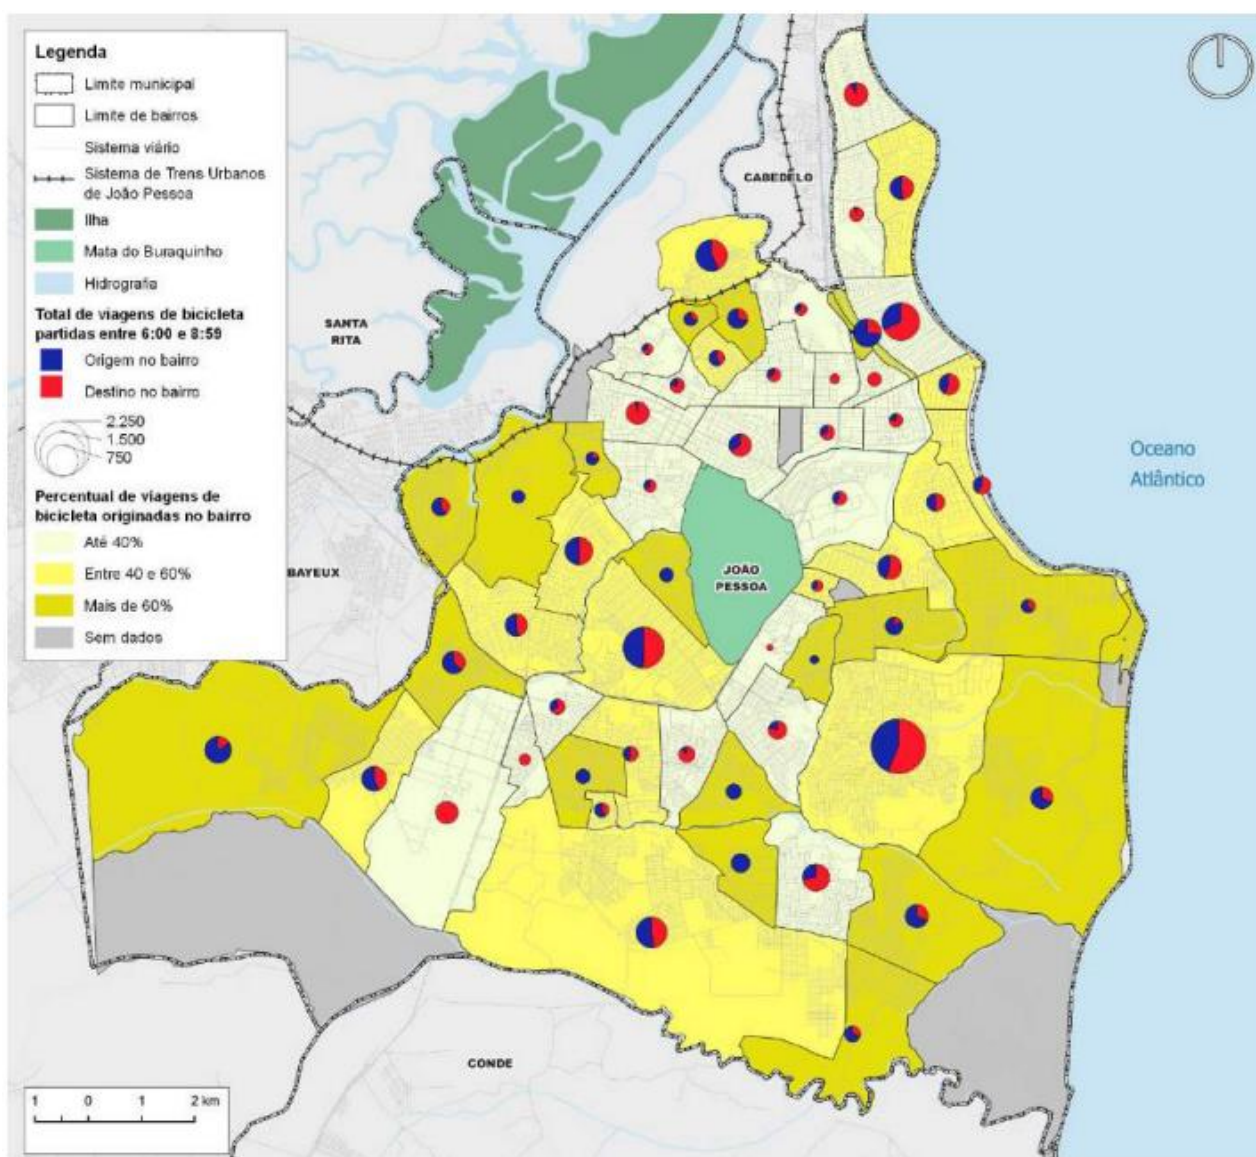 Legenda
Limite municipal
Limite de bairros
Sistema viário
Sistema de Trens Urbanos
de João Pessoa
Ilha
Mata do Buraquinho
Hidrografia
Total de viagens de bicicleta
partidas entre 6:00 e 8:59
Origem no bairro
Destino no bairro
2.250
1.500
750
Percentual de viagens de
bicicleta originadas no bairro
Até 40%
Entre 40 e 60%
Mais de 60%
Sem dados
CABEDELO
SANTA
RITA
Oceano
Atlântico
BAYEUX
JOÃO
PESSOA
CONDE
1 0 1 2 km